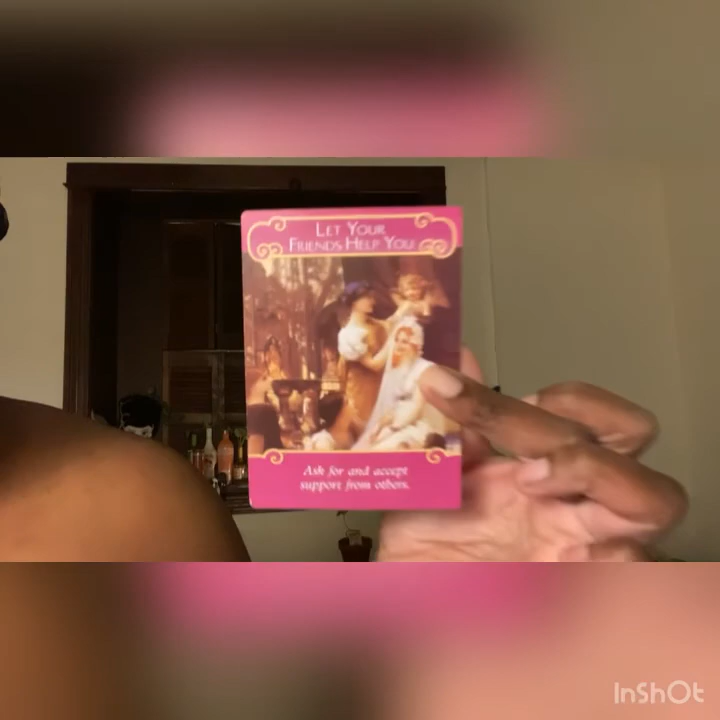 Let Your
Friends Help You
Ask for and accept
support from others.
InShOt